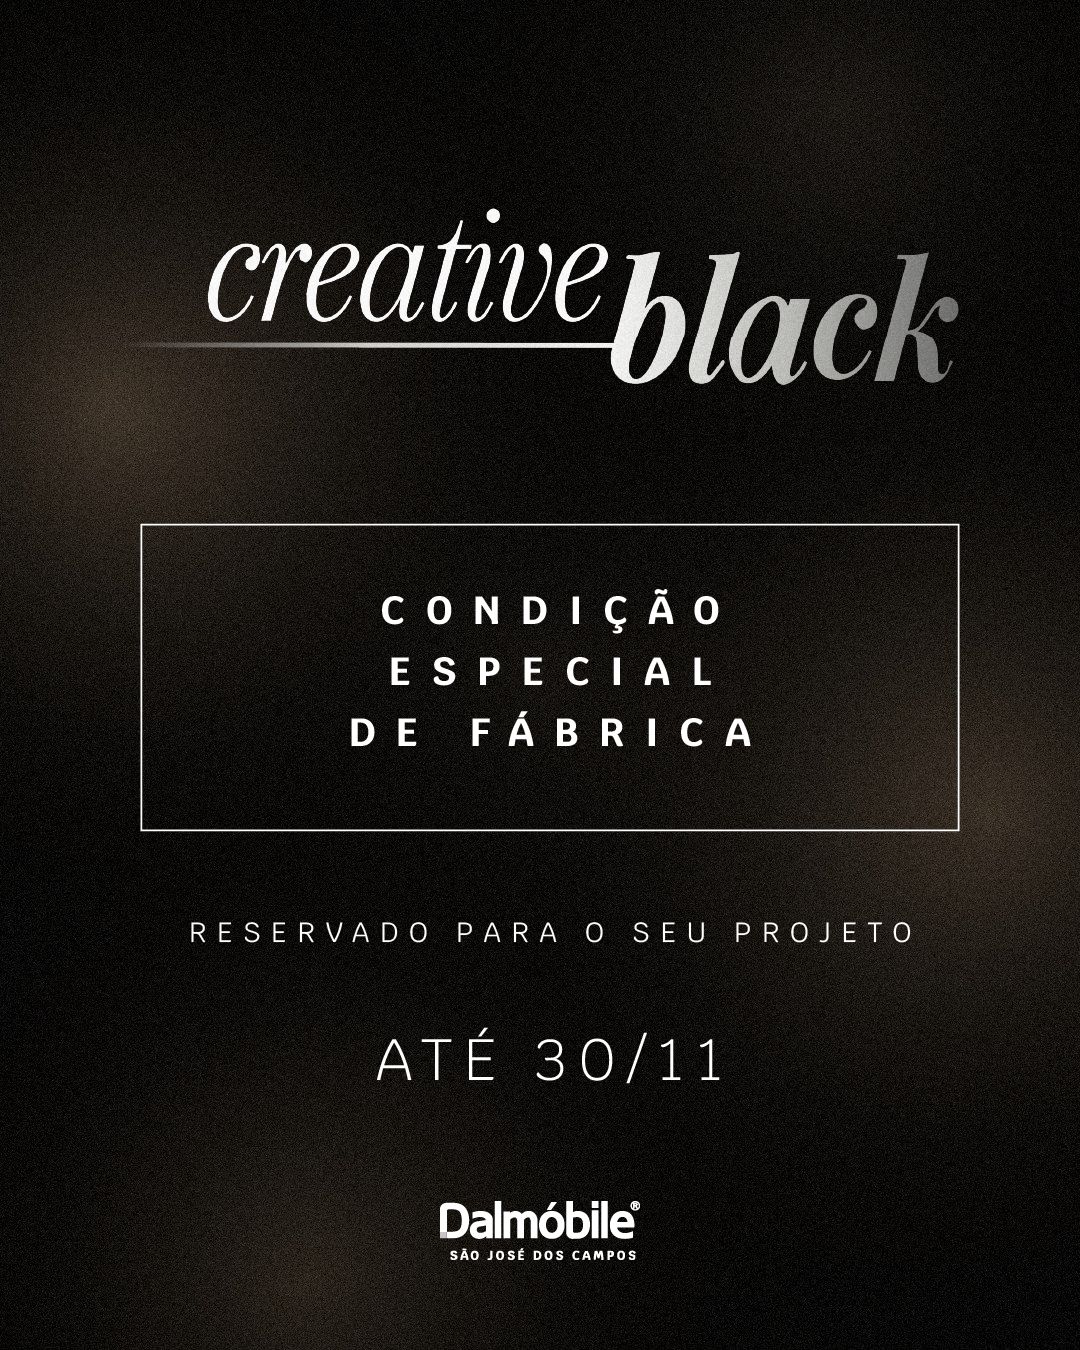 creative
black
CONDIÇÃO
ESPECIAL
DE FÁBRICA
RESERVADO PARA O SEU PROJETO
ATÉ 30/11
Dalmóbile®
SÃO JOSÉ DOS CAMPOS